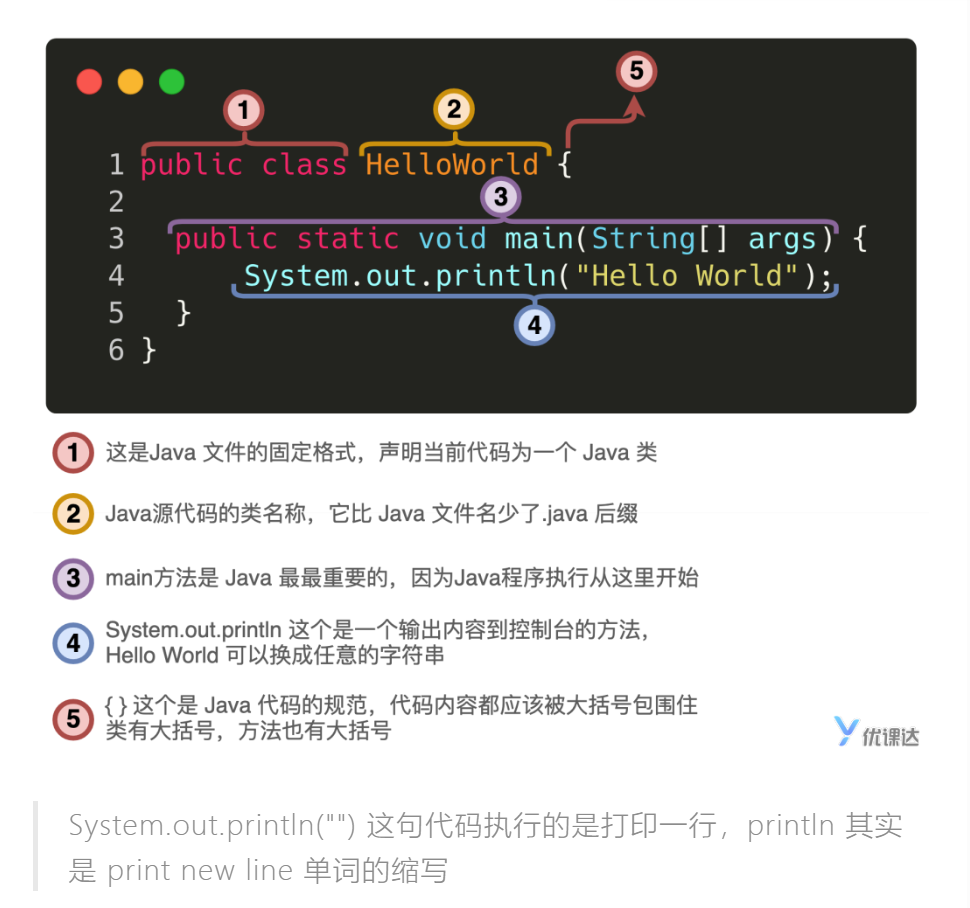 5
1 2
1 public class HelloWorld {
2
3
3 public static void main(String[] args) {
4 System.out.println("Hello World");
5 }
4
6 }
1 这是Java 文件的固定格式，声明当前代码为一个 Java 类
2 Java源代码的类名称，它比 Java 文件名少了.java 后缀
3 main方法是 Java 最最重要的，因为Java程序执行从这里开始
4 System.out.println 这个是一个输出内容到控制台的方法，
Hello World 可以换成任意的字符串
5 { } 这个是 Java 代码的规范，代码内容都应该被大括号包围住
类有大括号，方法也有大括号
优课达
System.out.println("") 这句代码执行的是打印一行，println 其实
是 print new line 单词的缩写